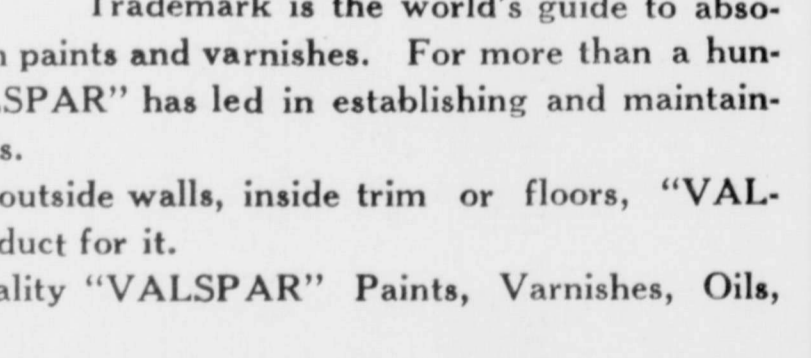 Trademark is the world's guide to abso-
paints and varnishes. For more than a hun-
LSPAR" has led in establishing and maintain-
s.
outside walls, inside trim or floors, "VAL-
duct for it.
ality "VALSPAR" Paints, Varnishes, Oils,